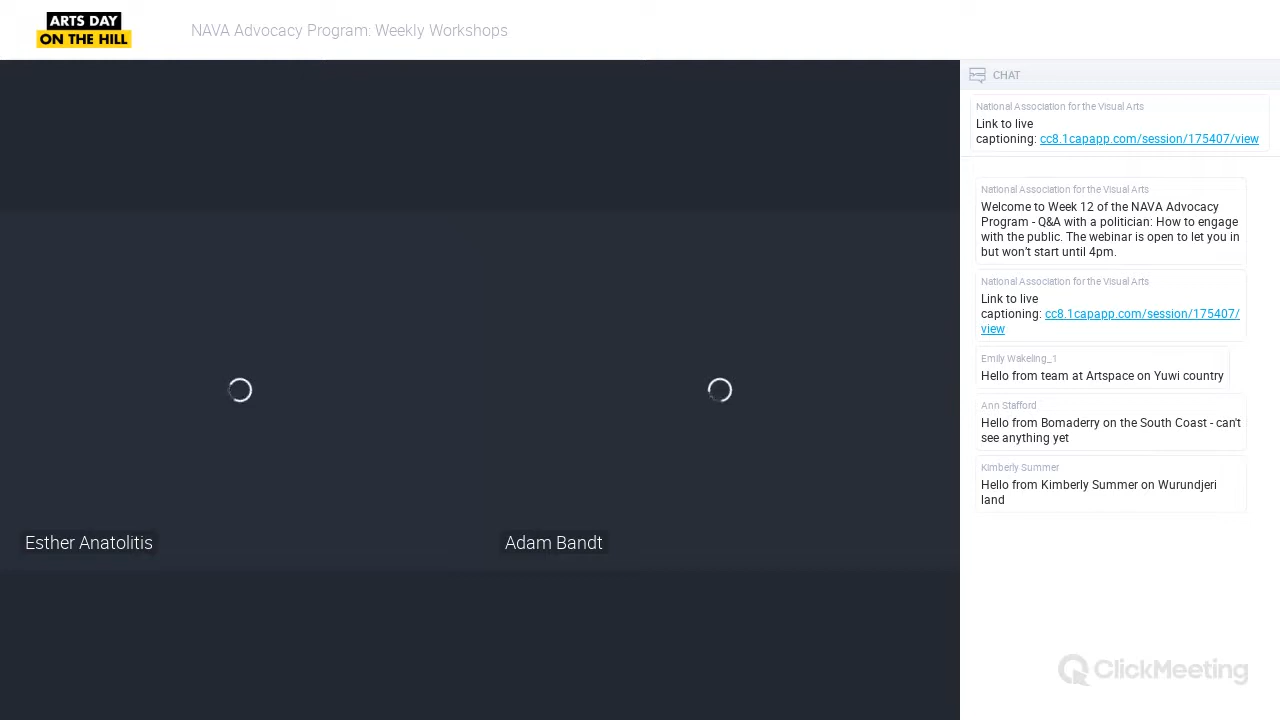 ARTS DAY
ON THE HILL
NAVA Advocacy Program: Weekly Workshops
CHAT
National Association for the Visual Arts
Link to live
captioning: cc8.1capapp.com/session/175407/view
National Association for the Visual Arts
Welcome to Week 12 of the NAVA Advocacy
Program - Q&A with a politician: How to engage
with the public. The webinar is open to let you in
but won't start until 4pm.
National Association for the Visual Arts
Link to live
captioning: cc8.1capapp.com/session/175407/
view
Emily Wakeling_1
Hello from team at Artspace on Yuwi country
Ann Stafford
Hello from Bomaderry on the South Coast - can't
see anything yet
Kimberly Summer
Hello from Kimberly Summer on Wurundjeri
land
Esther Anatolitis
Adam Bandt
ClickMeeting